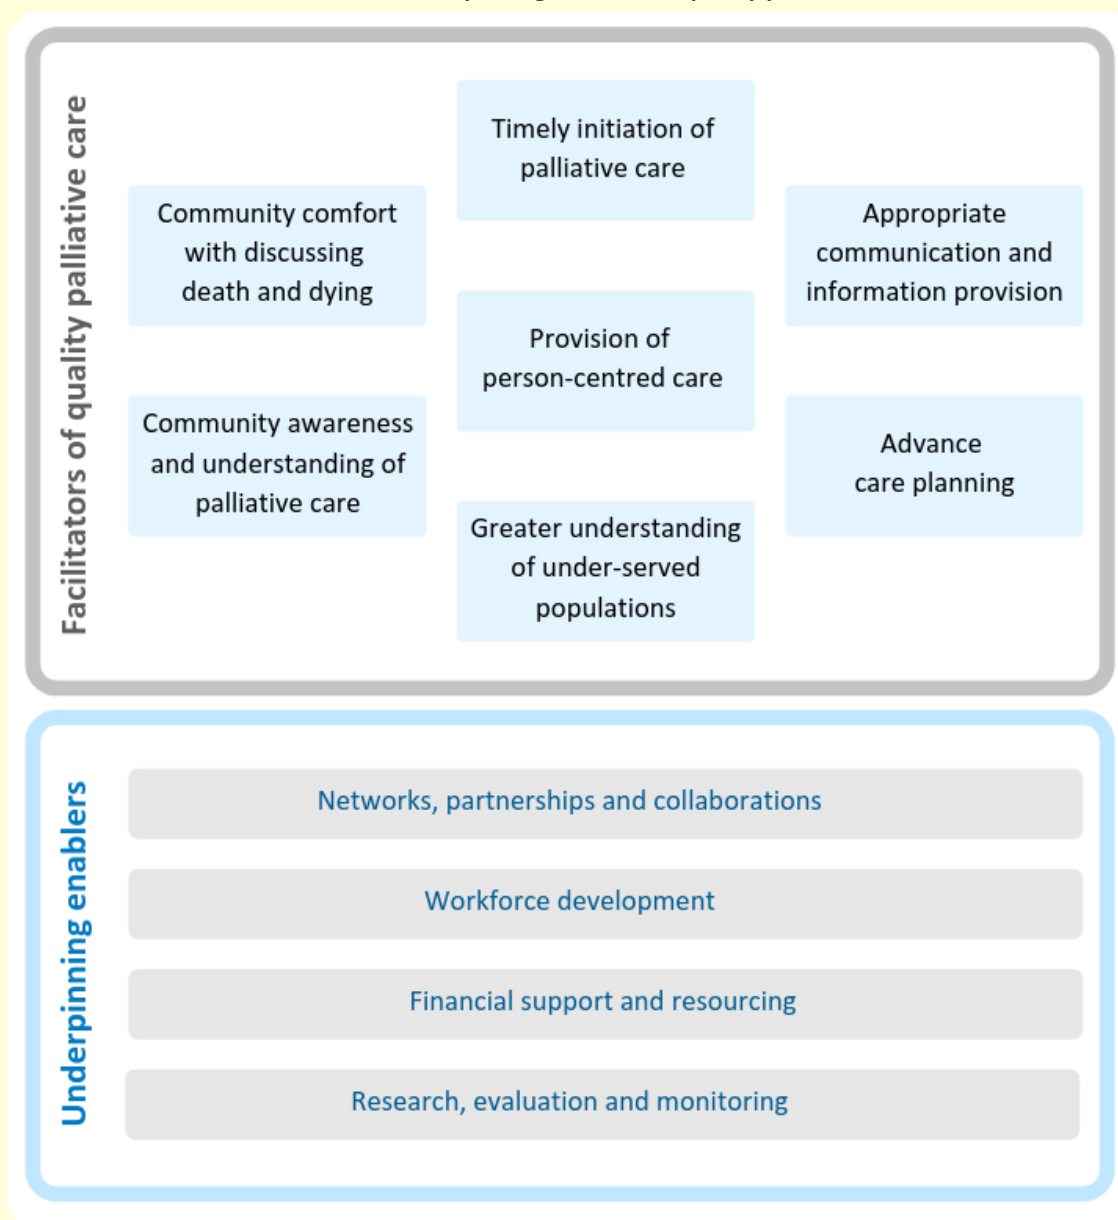 Facilitators of quality palliative care
Timely initiation of
palliative care
Community comfort
with discussing
death and dying
Appropriate
communication and
information provision
Provision of
person-centred care
Community awareness
and understanding of
palliative care
Advance
care planning
Greater understanding
of under-served
populations
Underpinning enablers
Networks, partnerships and collaborations
Workforce development
Financial support and resourcing
Research, evaluation and monitoring